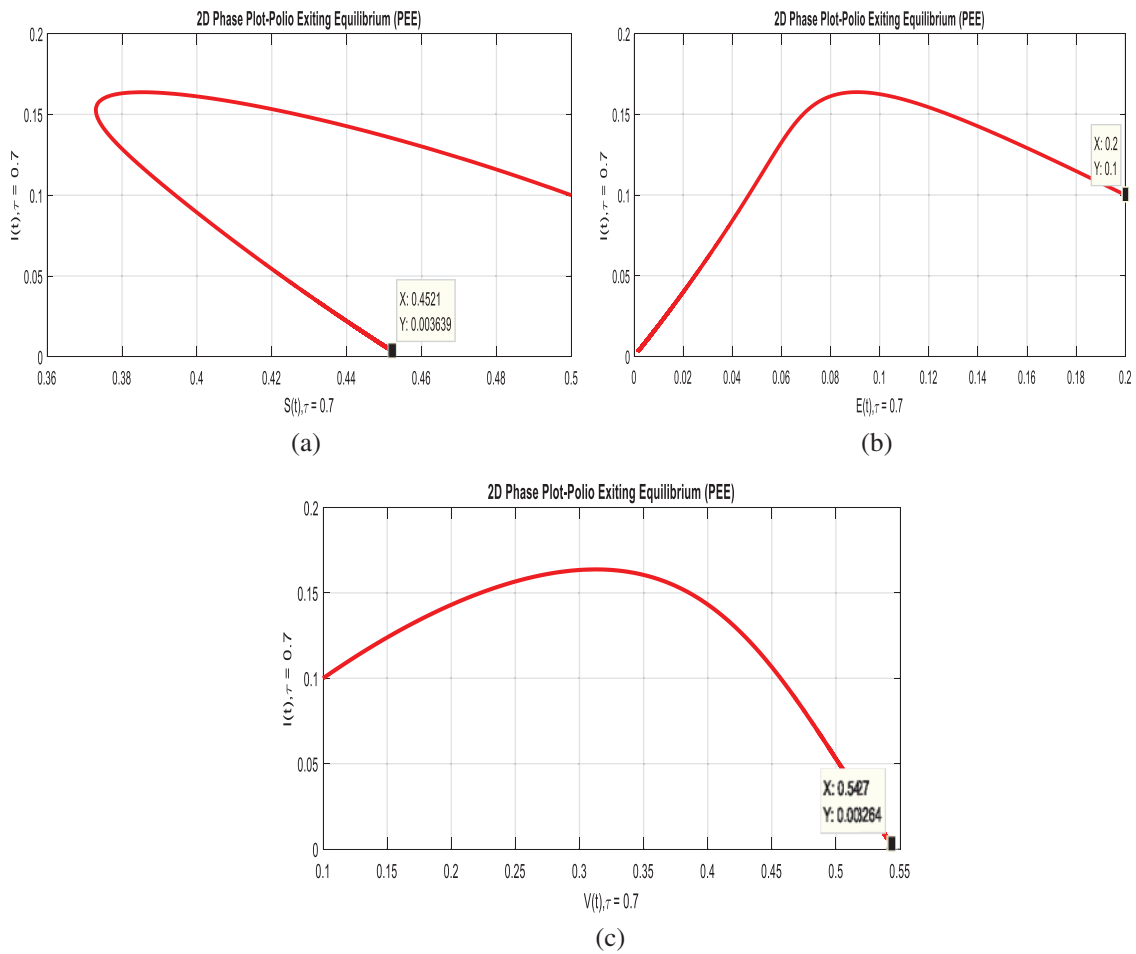 2D Phase Plot-Polio Exiting Equilibrium (PEE)
0.2
0.15
0.1
0.05
0
I(t),τ = 0.7
X: 0.4521
Y: 0.003639
0.36 0.38 0.4 0.42 0.44 0.46 0.48 0.5
S(t),τ = 0.7
(a)
2D Phase Plot-Polio Exiting Equilibrium (PEE)
0.2
0.15
0.1
0.05
0
I(t),τ = 0.7
X: 0.2
Y: 0.1
0 0.02 0.04 0.06 0.08 0.1 0.12 0.14 0.16 0.18 0.2
E(t),τ = 0.7
(b)
2D Phase Plot-Polio Exiting Equilibrium (PEE)
0.2
0.15
0.1
0.05
0
I(t),τ = 0.7
X:
Y:
0.1 0.15 0.2 0.25 0.3 0.35 0.4 0.45 0.5 0.55
V(t),τ = 0.7
(c)